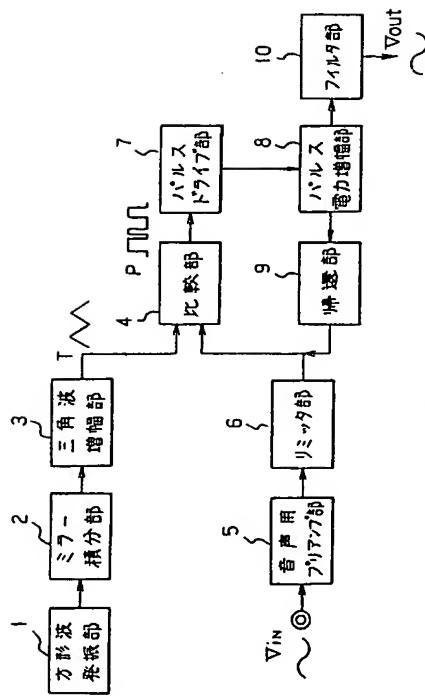 1
方形波
発振部
2
ミラー
積分部
3
三角波
増幅部
T
4
比較部
P
7
パルス
ドライブ部
8
パルス
電力増幅部
10
フィルタ部
Vout
9
帰還部
6
リミッタ部
5
音声用
プリアンプ部
VIN